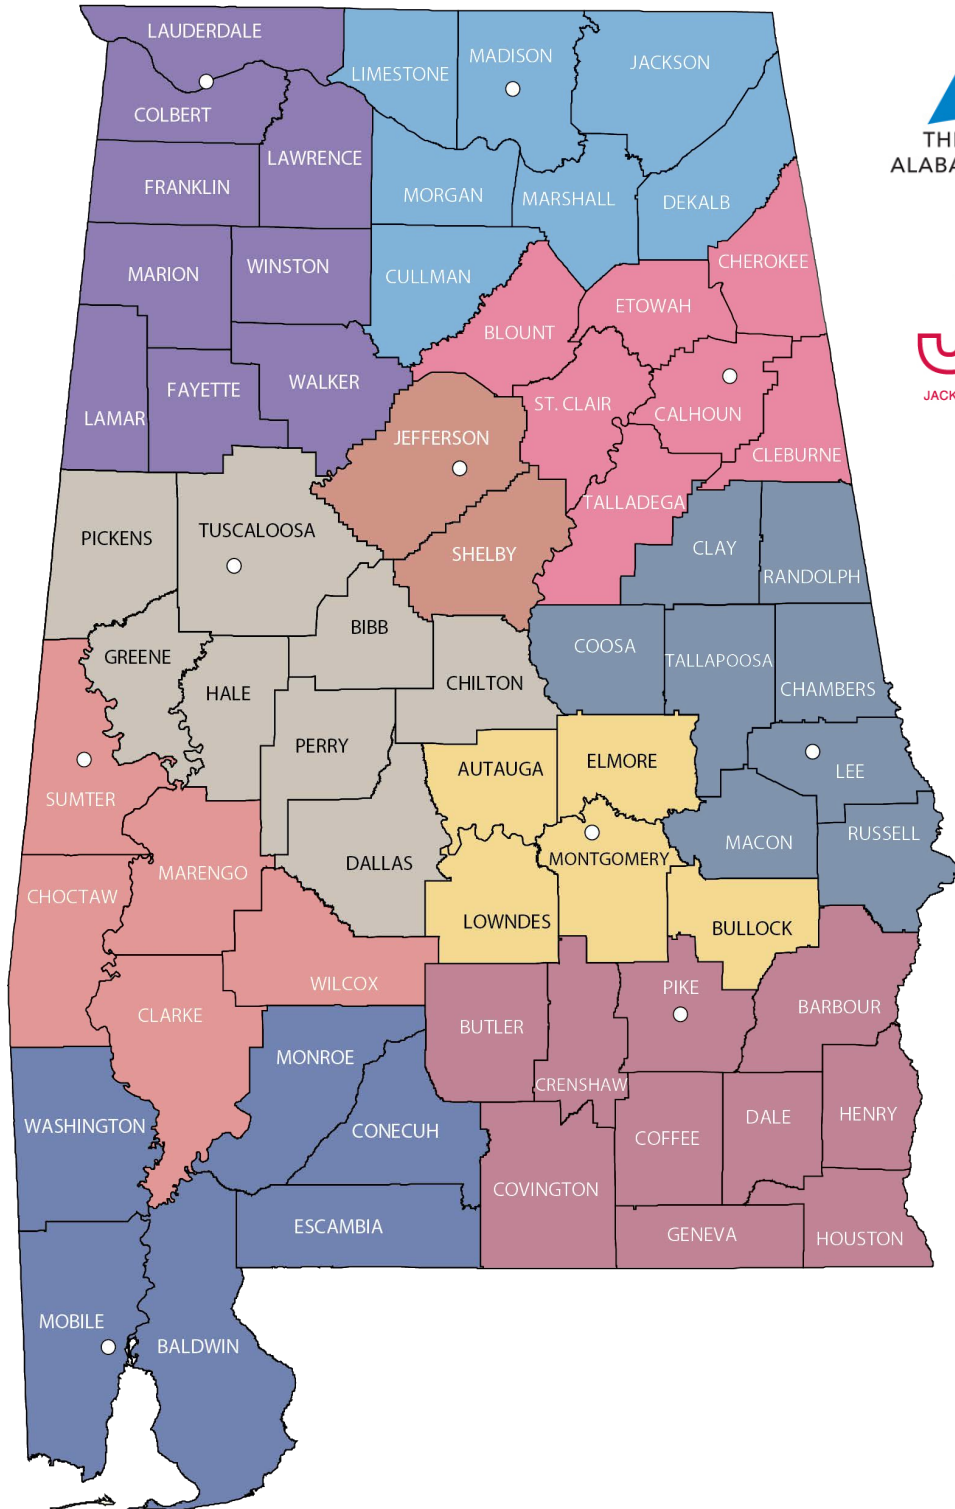 LAUDERDALE
LIMESTONE
MADISON
JACKSON
COLBERT
LAWRENCE
FRANKLIN
MORGAN
MARSHALL
DEKALB
THE
ALABA
MARION
WINSTON
CULLMAN
CHEROKEE
BLOUNT
ETOWAH
LAMAR
FAYETTE
WALKER
ST. CLAIR
CALHOUN
JACK
JEFFERSON
CLEBURNE
TALLADEGA
PICKENS
TUSCALOOSA
SHELBY
CLAY
RANDOLPH
BIBB
GREENE
HALE
CHILTON
COOSA
TALLAPOOSA
CHAMBERS
PERRY
AUTAUGA
ELMORE
LEE
SUMTER
DALLAS
MONTGOMERY
MACON
RUSSELL
CHOCTAW
MARENGO
LOWNDES
BULLOCK
WILCOX
CLARKE
PIKE
BARBOUR
BUTLER
MONROE
CRENSHAW
WASHINGTON
CONECUH
COFFEE
DALE
HENRY
COVINGTON
ESCAMBIA
GENEVA
HOUSTON
MOBILE
BALDWIN